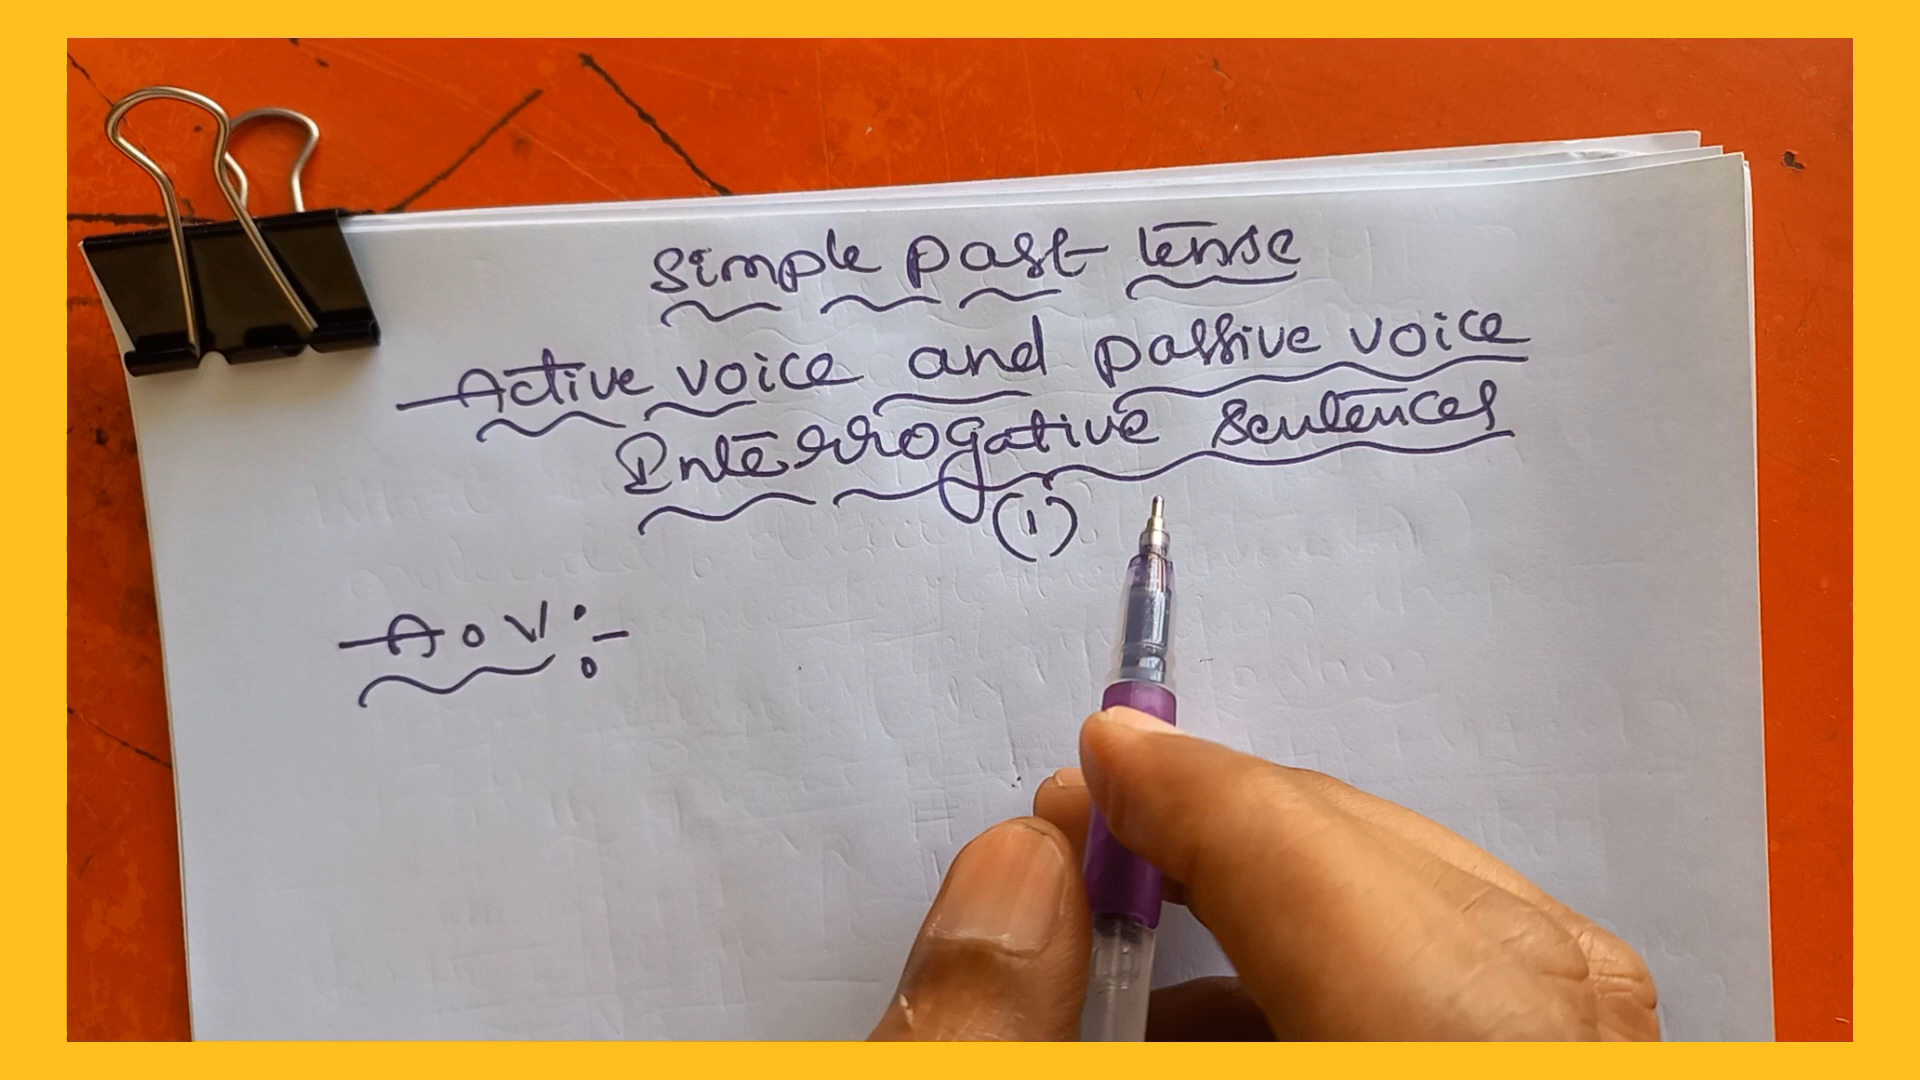 Simple past tense
Active voice and passive voice
Interrogative sentences
(1)
A.V:-